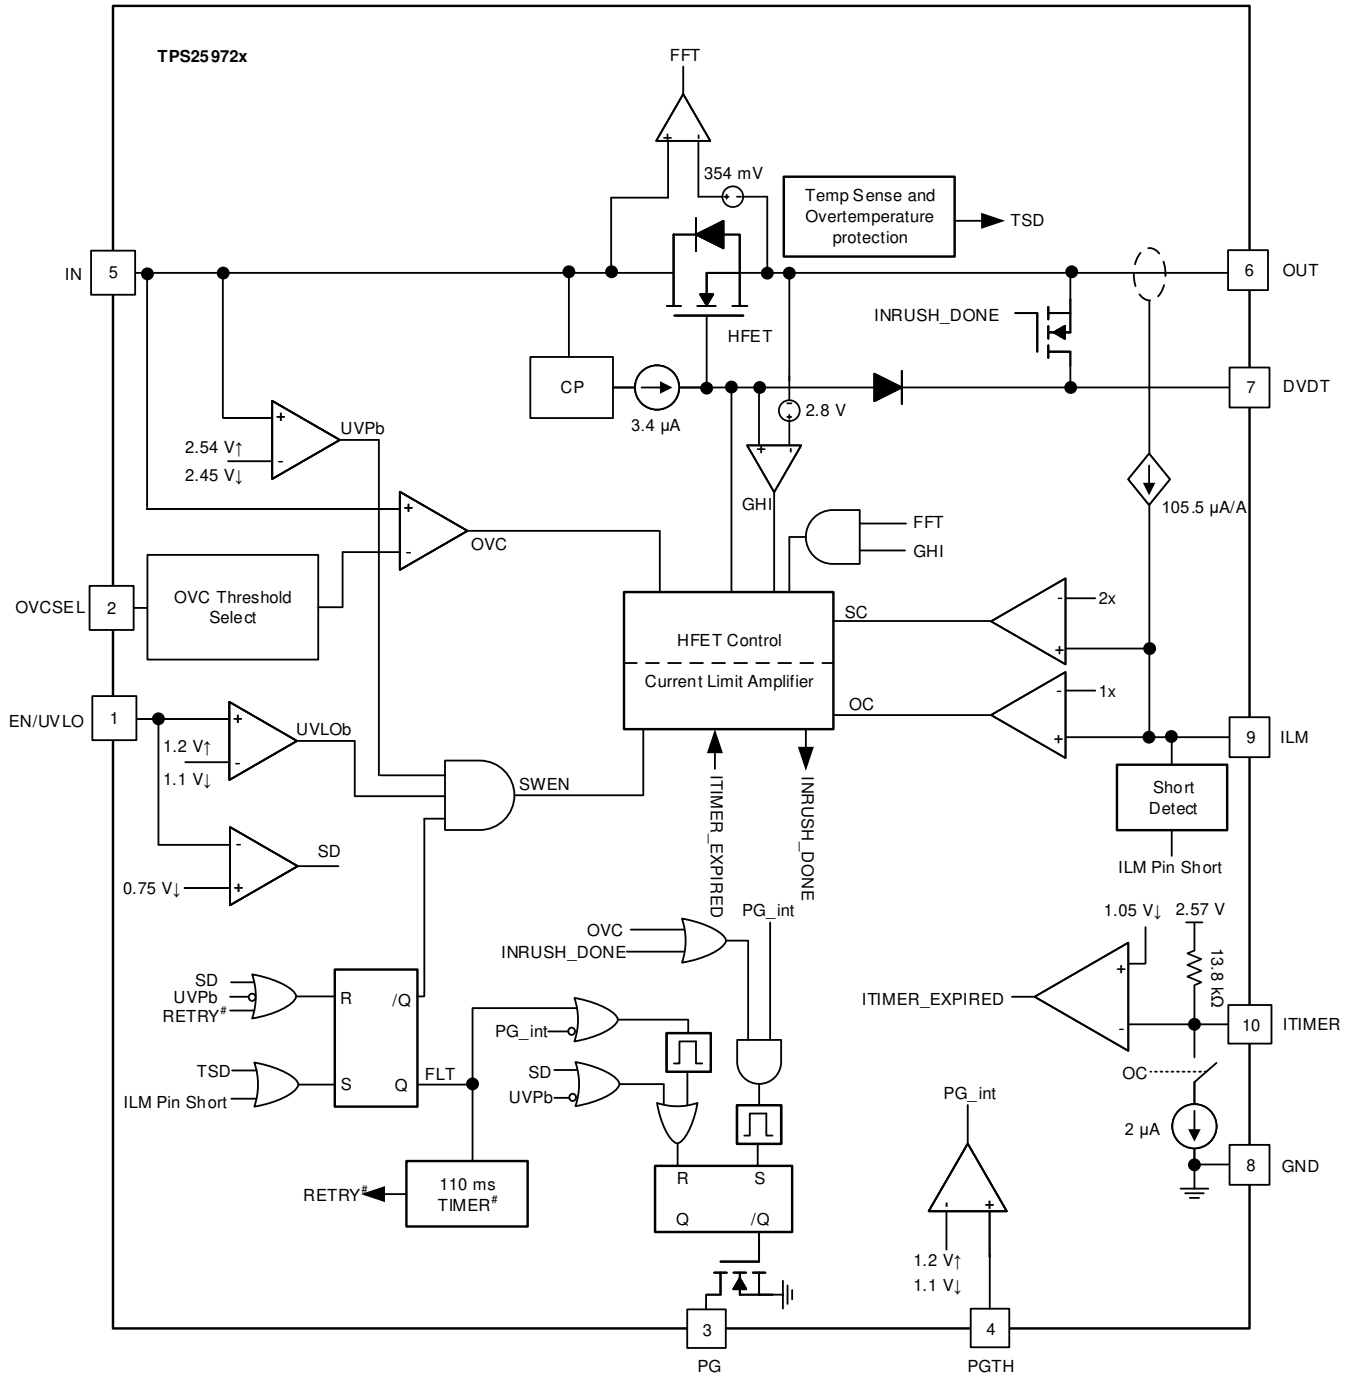 TPS25972x
FFT
+ -
354 mV
+ -
Temp Sense and
Overtemperature
protection
TSD
IN
5
6
OUT
INRUSH_DONE
HFET
CP
3.4 µA
7
DVDT
2.8 V
+ -
GHI
UVPb
+
2.54 V↑
-
2.45 V↓
+
-
OVC
105.5 µA/A
FFT
GHI
OVCSEL
2
OVC Threshold
Select
HFET Control
Current Limit Amplifier
SC
-
2x
+
OC
-
1x
+
EN/UVLO
1
+
UVLOb
1.2 V↑
-
1.1 V↓
9
ILM
Short
Detect
ILM Pin Short
SWEN
ITIMER_EXPIRED
INRUSH_DONE
-
SD
0.75 V↓
+
PG_int
OVC
INRUSH_DONE
1.05 V↓
2.57 V
+
13.8 kΩ
ITIMER_EXPIRED
-
10
ITIMER
SD
UVPb
RETRY#
R
/Q
TSD
ILM Pin Short
S
Q
FLT
PG_int
SD
UVPb
OC
2 µA
8
GND
PG_int
- +
1.2 V↑
1.1 V↓
RETRY#
110 ms
TIMER#
R
S
Q
/Q
3
PG
4
PGTH